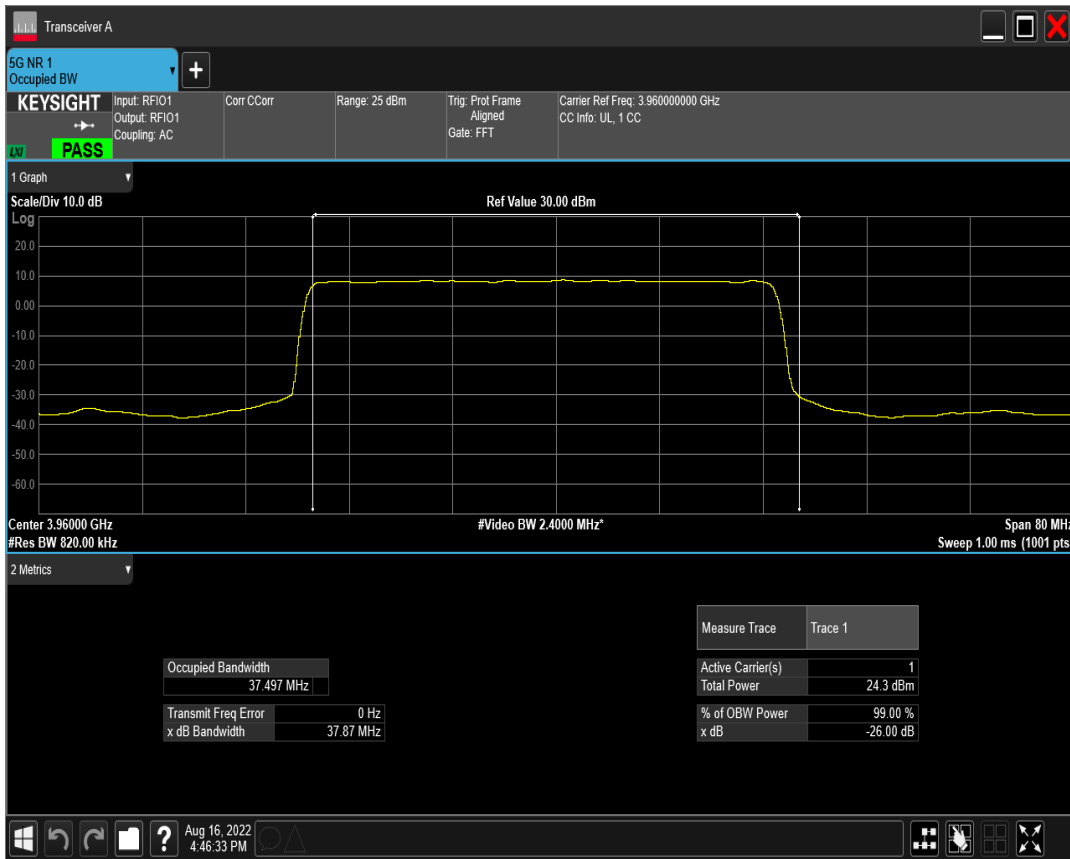 Transceiver A
5G NR 1
Occupied BW
KEYSIGHT
LXI
PASS
Input: RFIO1
Output: RFIO1
Coupling: AC
Corr CCorr
Range: 25 dBm
Trig: Prot Frame
Aligned
Gate: FFT
Carrier Ref Freq: 3.960000000 GHz
CC Info: UL, 1 CC
1 Graph
Scale/Div 10.0 dB
Ref Value 30.00 dBm
Log
20.0
10.0
0.00
-10.0
-20.0
-30.0
-40.0
-50.0
-60.0
Center 3.96000 GHz
#Video BW 2.4000 MHz*
Span 80 MHz
#Res BW 820.00 kHz
Sweep 1.00 ms (1001 pts
2 Metrics
Measure Trace Trace 1
Occupied Bandwidth
37.497 MHz
Active Carrier(s) 1
Total Power 24.3 dBm
Transmit Freq Error 0 Hz
x dB Bandwidth 37.87 MHz
% of OBW Power 99.00 %
x dB -26.00 dB
?
Aug 16, 2022
4:46:33 PM